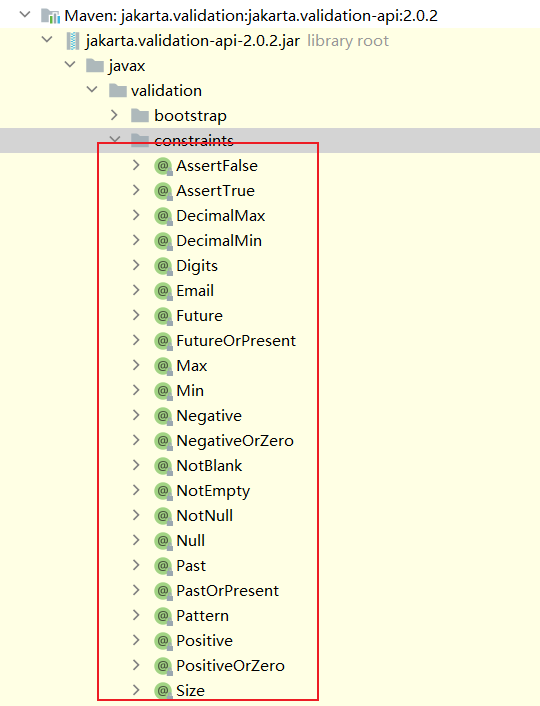 Maven: jakarta.validation:jakarta.validation-api:2.0.2
jakarta.validation-api-2.0.2.jar library root
javax
validation
bootstrap
constraints
AssertFalse
AssertTrue
DecimalMax
DecimalMin
Digits
Email
Future
FutureOrPresent
Max
Min
Negative
NegativeOrZero
NotBlank
NotEmpty
NotNull
Null
Past
PastOrPresent
Pattern
Positive
PositiveOrZero
Size